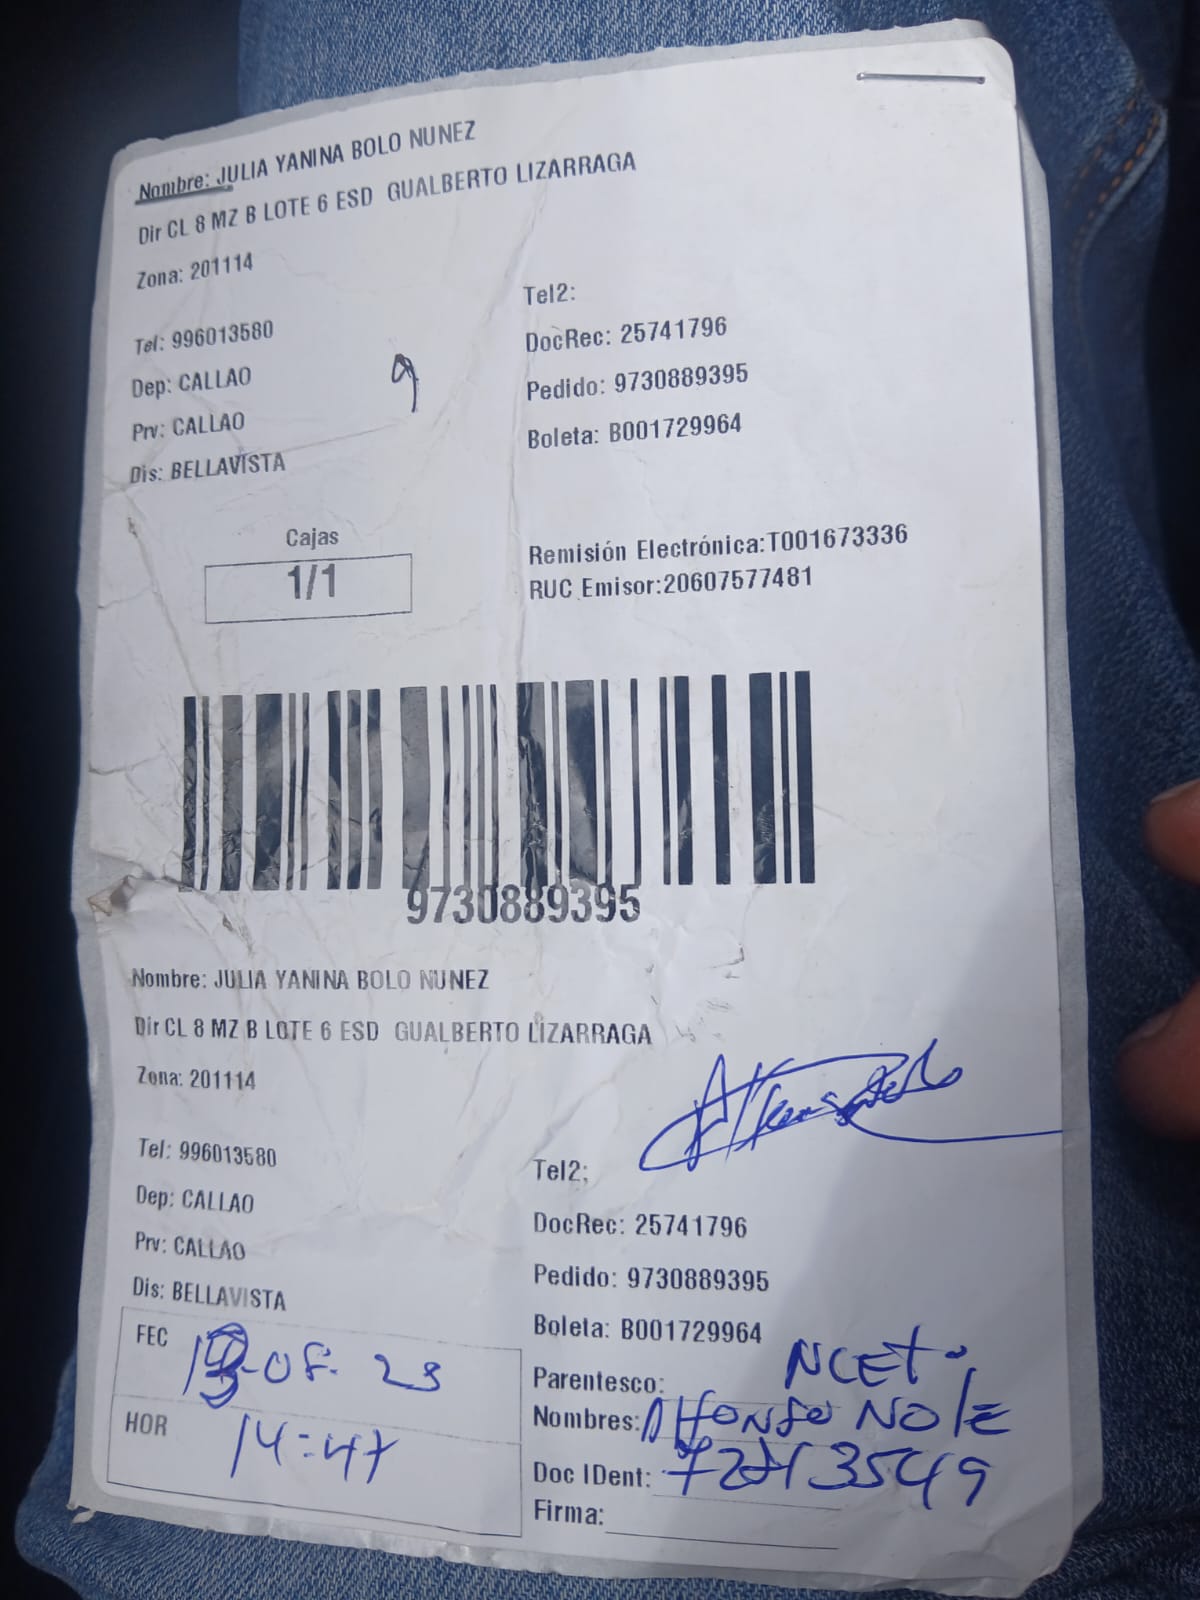 Nombre: JULIA YANINA BOLO NUNEZ
Dir CL 8 MZ B LOTE 6 ESD GUALBERTO LIZARRAGA
Zona: 201114
Tel: 996013580
Dep: CALLAO
Prv: CALLAO
Dis: BELLAVISTA
Tel2:
DocRec: 25741796
Pedido: 9730889395
Boleta: B001729964
9
Cajas
1/1
Remisión Electrónica:T001673336
RUC Emisor:20607577481
9730889395
Nombre: JULIA YANINA BOLO NUNEZ
Dir CL 8 MZ B LOTE 6 ESD GUALBERTO LIZARRAGA
Zona: 201114
Tel: 996013580
Dep: CALLAO
Prv: CALLAO
Dis: BELLAVISTA
FEC
HOR 14:47
Tel2:
DocRec: 25741796
Pedido: 9730889395
Boleta: B001729964
Parentesco:
Nombres: Alfonso
Doc IDent:
Firma: